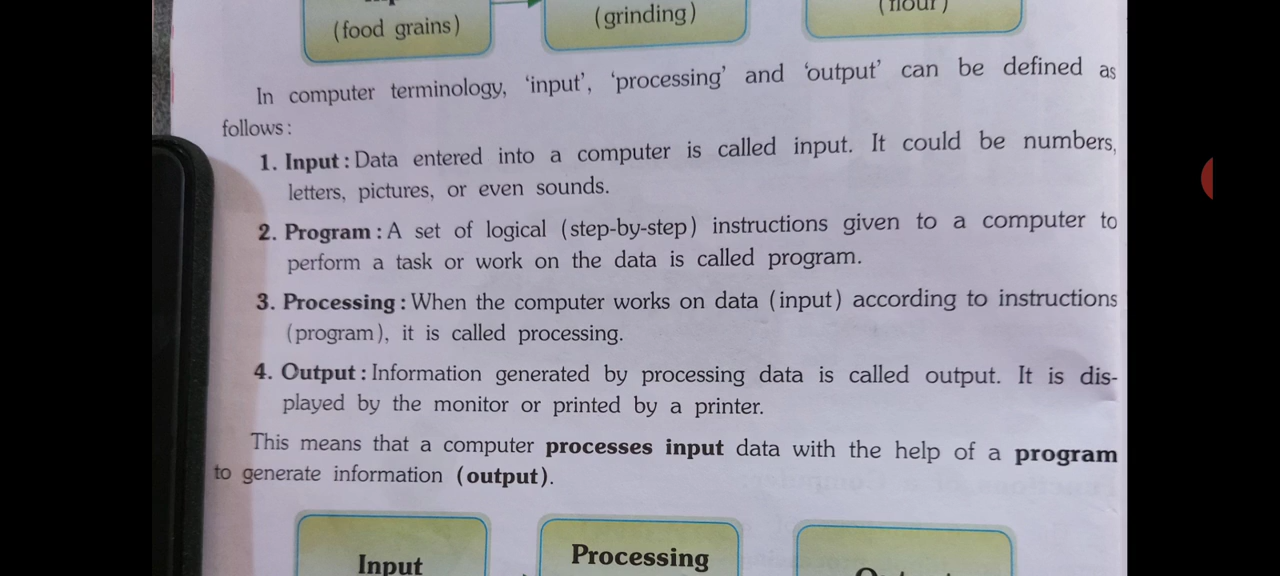 (food grains)
(grinding)
(flour)
In computer terminology, ‘input’, ‘processing’ and ‘output’ can be defined as
follows :
1. Input : Data entered into a computer is called input. It could be numbers,
letters, pictures, or even sounds.
2. Program : A set of logical (step-by-step) instructions given to a computer to
perform a task or work on the data is called program.
3. Processing : When the computer works on data (input) according to instructions
(program), it is called processing.
4. Output : Information generated by processing data is called output. It is dis-
played by the monitor or printed by a printer.
This means that a computer processes input data with the help of a program
to generate information (output).
Input
Processing